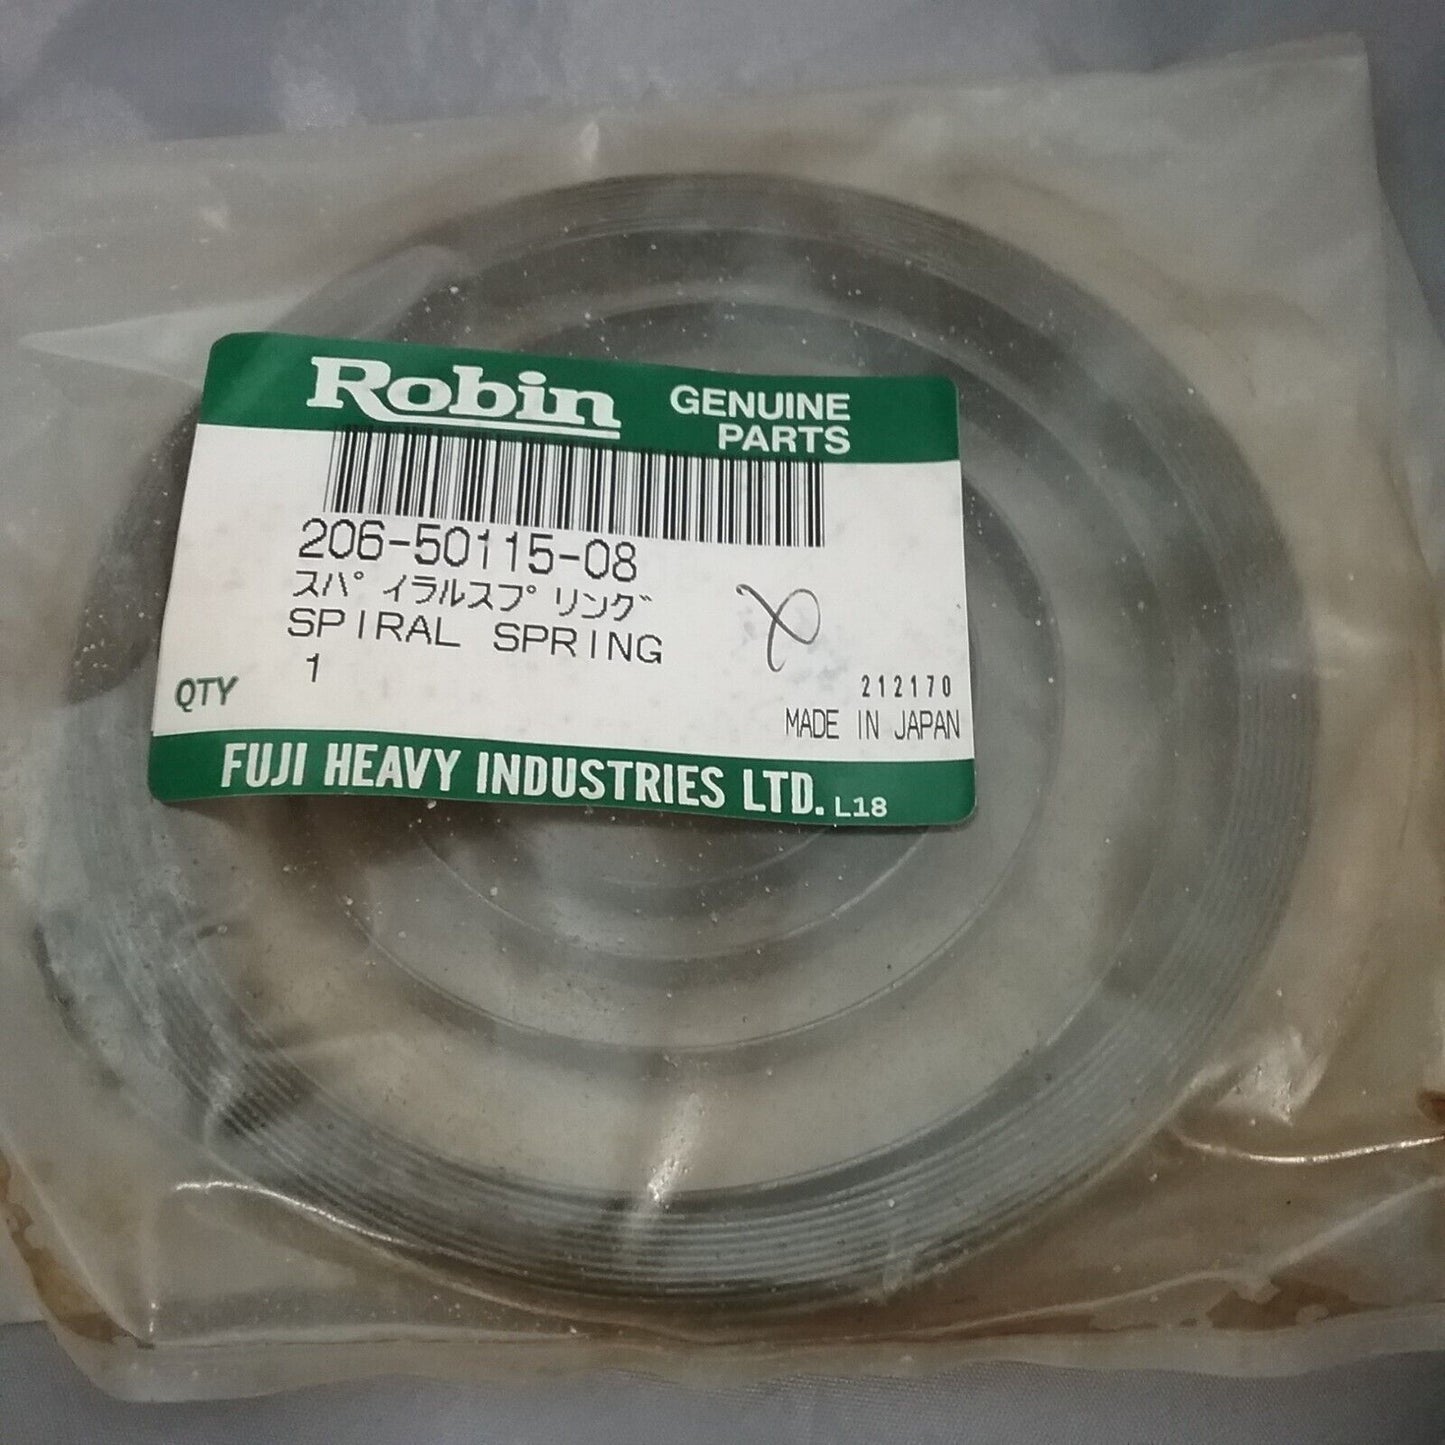 Robin GENUINE
PARTS
206-50115-08
スパイラルスプリング
SPIRAL SPRING
QTY 1
212170
MADE IN JAPAN
FUJI HEAVY INDUSTRIES LTD. L18